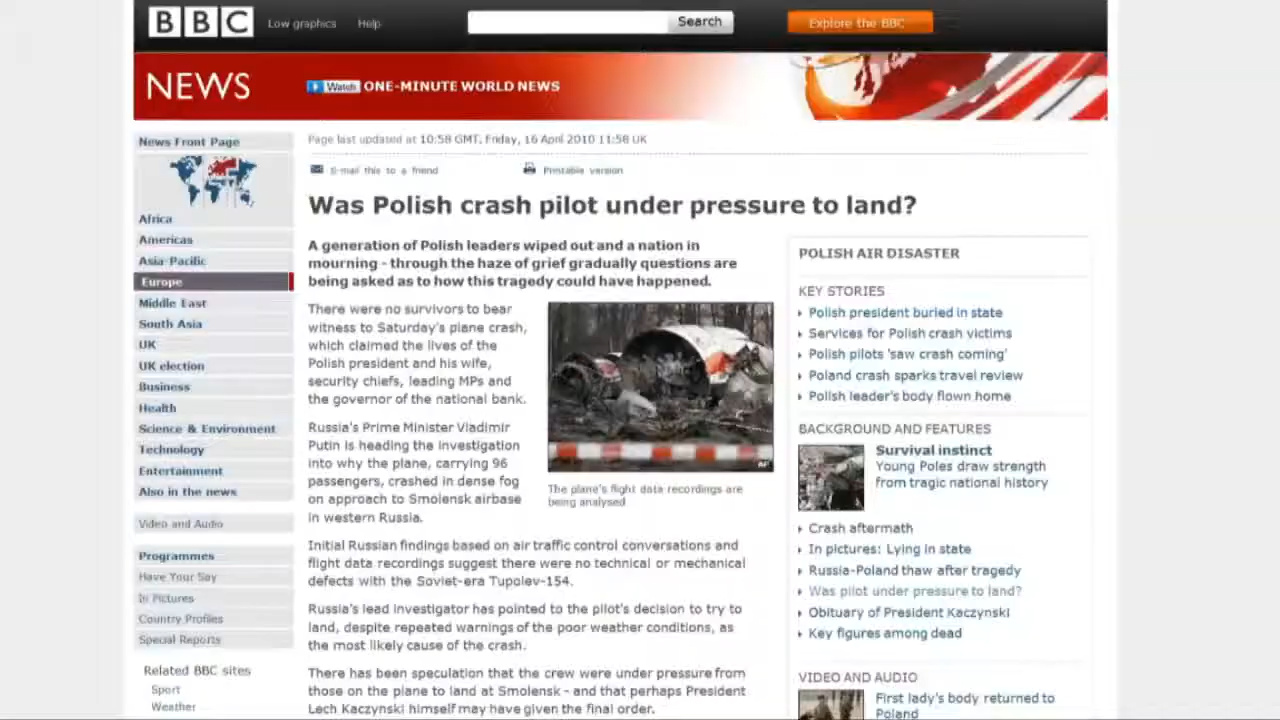 BBC Low graphics Help Search Explore the BBC
NEWS Watch ONE-MINUTE WORLD NEWS
News Front Page
Africa
Americas
Asia-Pacific
Europe
Middle East
South Asia
UK
UK election
Business
Health
Science & Environment
Technology
Entertainment
Also in the news
Video and Audio
Programmes
Have Your Say
In Pictures
Country Profiles
Special Reports
Related BBC sites
Sport
Weather
Page last updated at 10:58 GMT, Friday, 16 April 2010 11:58 UK
E-mail this to a friend Printable version
Was Polish crash pilot under pressure to land?
A generation of Polish leaders wiped out and a nation in
mourning - through the haze of grief gradually questions are
being asked as to how this tragedy could have happened.
There were no survivors to bear
witness to Saturday's plane crash,
which claimed the lives of the
Polish president and his wife,
security chiefs, leading MPs and
the governor of the national bank.
Russia's Prime Minister Vladimir
Putin is heading the investigation
into why the plane, carrying 96
passengers, crashed in dense fog
on approach to Smolensk airbase
in western Russia.
AP
The plane's flight data recordings are
being analysed
Initial Russian findings based on air traffic control conversations and
flight data recordings suggest there were no technical or mechanical
defects with the Soviet-era Tupolev-154.
Russia's lead investigator has pointed to the pilot's decision to try to
land, despite repeated warnings of the poor weather conditions, as
the most likely cause of the crash.
There has been speculation that the crew were under pressure from
those on the plane to land at Smolensk - and that perhaps President
Lech Kaczynski himself may have given the final order.
POLISH AIR DISASTER
KEY STORIES
Polish president buried in state
Services for Polish crash victims
Polish pilots 'saw crash coming'
Poland crash sparks travel review
Polish leader's body flown home
BACKGROUND AND FEATURES
Survival instinct
Young Poles draw strength
from tragic national history
Crash aftermath
In pictures: Lying in state
Russia-Poland thaw after tragedy
Was pilot under pressure to land?
Obituary of President Kaczynski
Key figures among dead
VIDEO AND AUDIO
First lady's body returned to
Poland